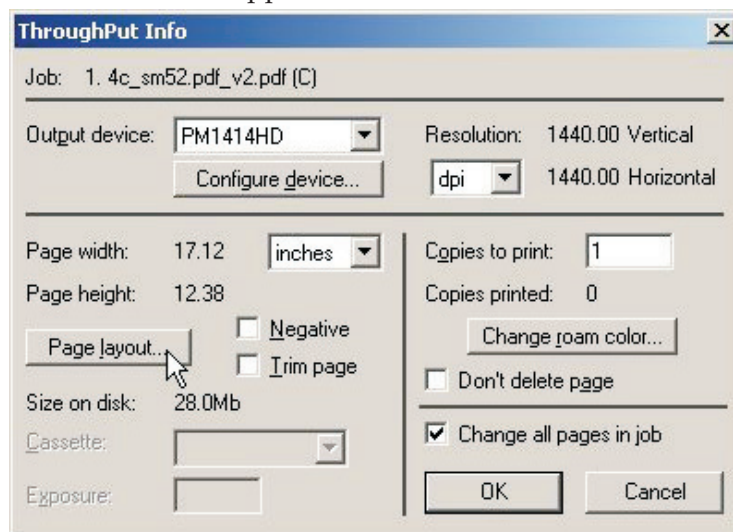 ThroughPut Info
Job: 1. 4c_sm52.pdf_v2.pdf (C)
Output device: PM1414HD
Configure device...
Resolution: 1440.00 Vertical
dpi 1440.00 Horizontal
Page width: 17.12 inches
Page height: 12.38
Negative
Page layout...
Trim page
Size on disk: 28.0Mb
Cassette:
Exposure:
Copies to print: 1
Copies printed: 0
Change roam color...
Don't delete page
Change all pages in job
OK Cancel